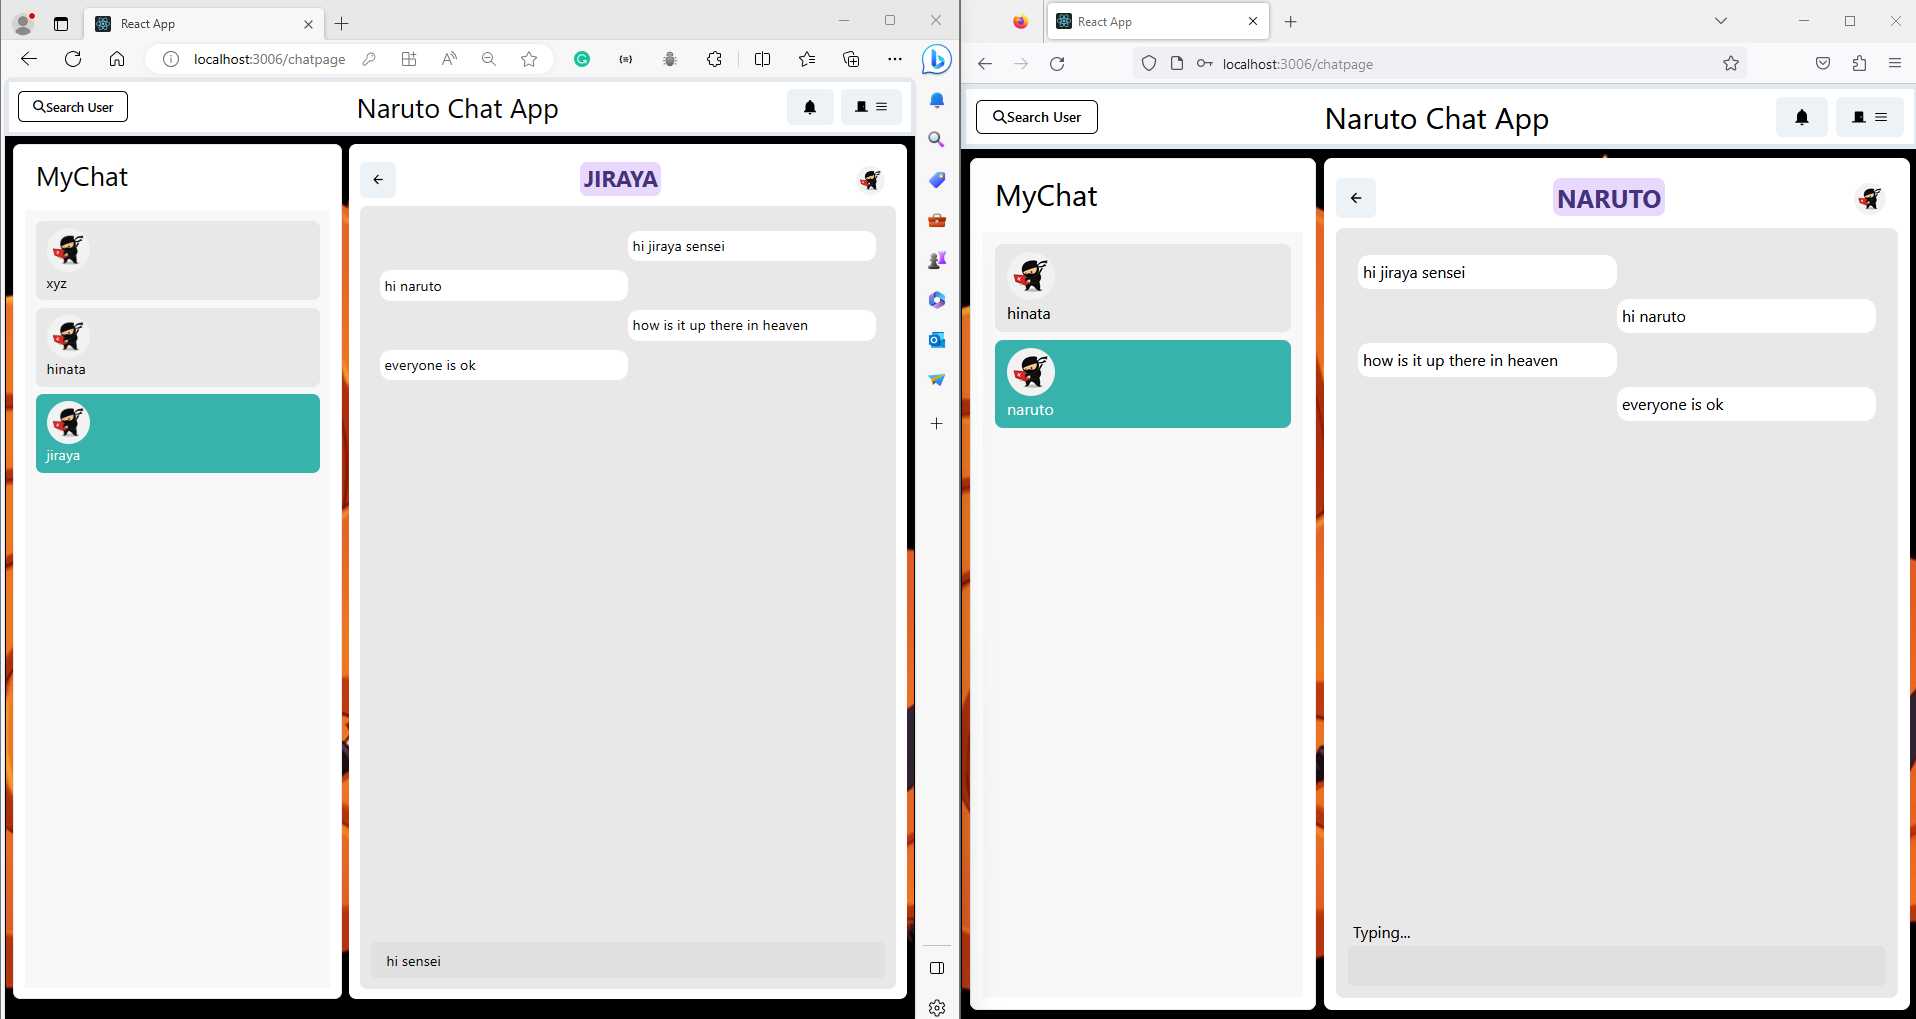 React App
localhost:3006/chatpage
Search User
Naruto Chat App
MyChat
xyz
hinata
jiraya
JIRAYA
hi jiraya sensei
hi naruto
how is it up there in heaven
everyone is ok
hi sensei
React App
localhost:3006/chatpage
Search User
Naruto Chat App
MyChat
hinata
naruto
NARUTO
hi jiraya sensei
hi naruto
how is it up there in heaven
everyone is ok
Typing...